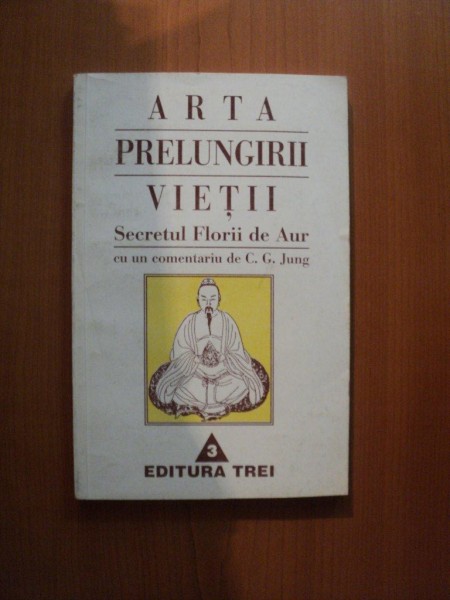 ARTA
PRELUNGIRII
VIEȚII
Secretul Florii de Aur
cu un comentariu de C. G. Jung
3
EDITURA TREI